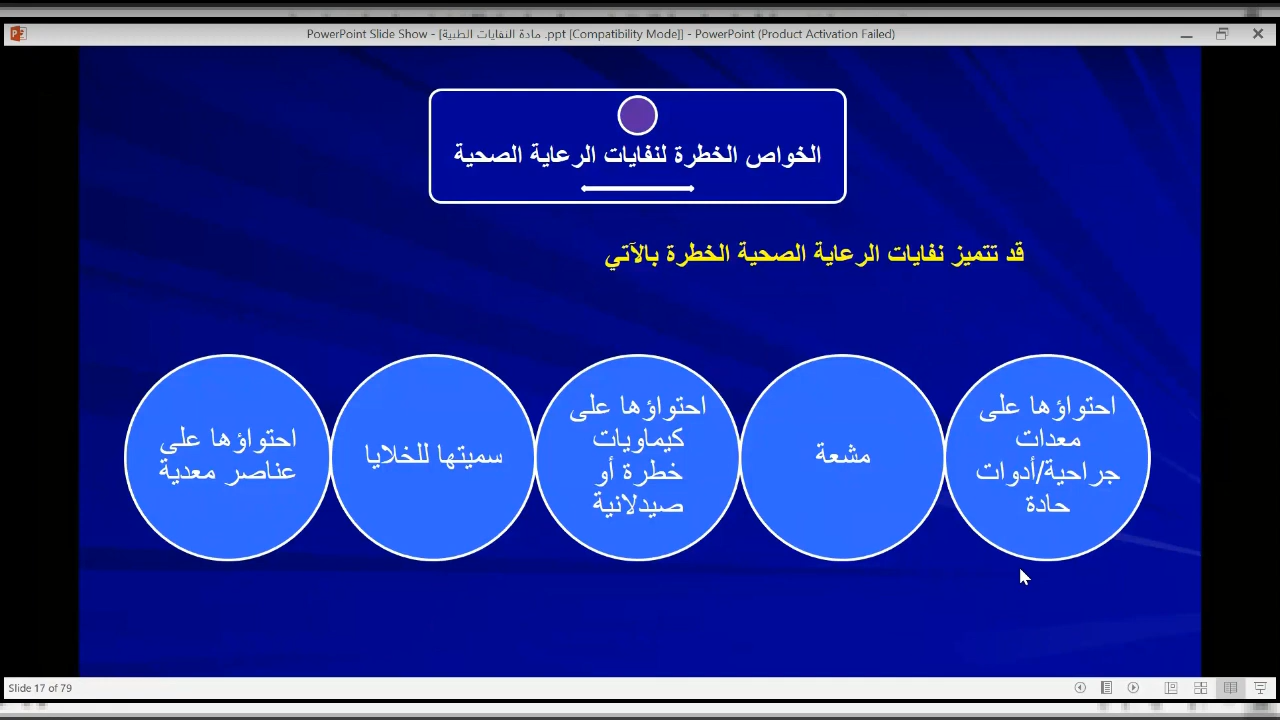 PowerPoint Slide Show - [مادة النفايات الطبية .ppt [Compatibility Mode]] - PowerPoint (Product Activation Failed)
الخواص الخطرة لنفايات الرعاية الصحية
قد تتميز نفايات الرعاية الصحية الخطرة بالآتي
احتواؤها على
معدات
جراحية/أدوات
حادة
مشعة
احتواؤها على
كيماويات
خطرة أو
صيدلانية
سميتها للخلايا
احتواؤها على
عناصر معدية
Slide 17 of 79